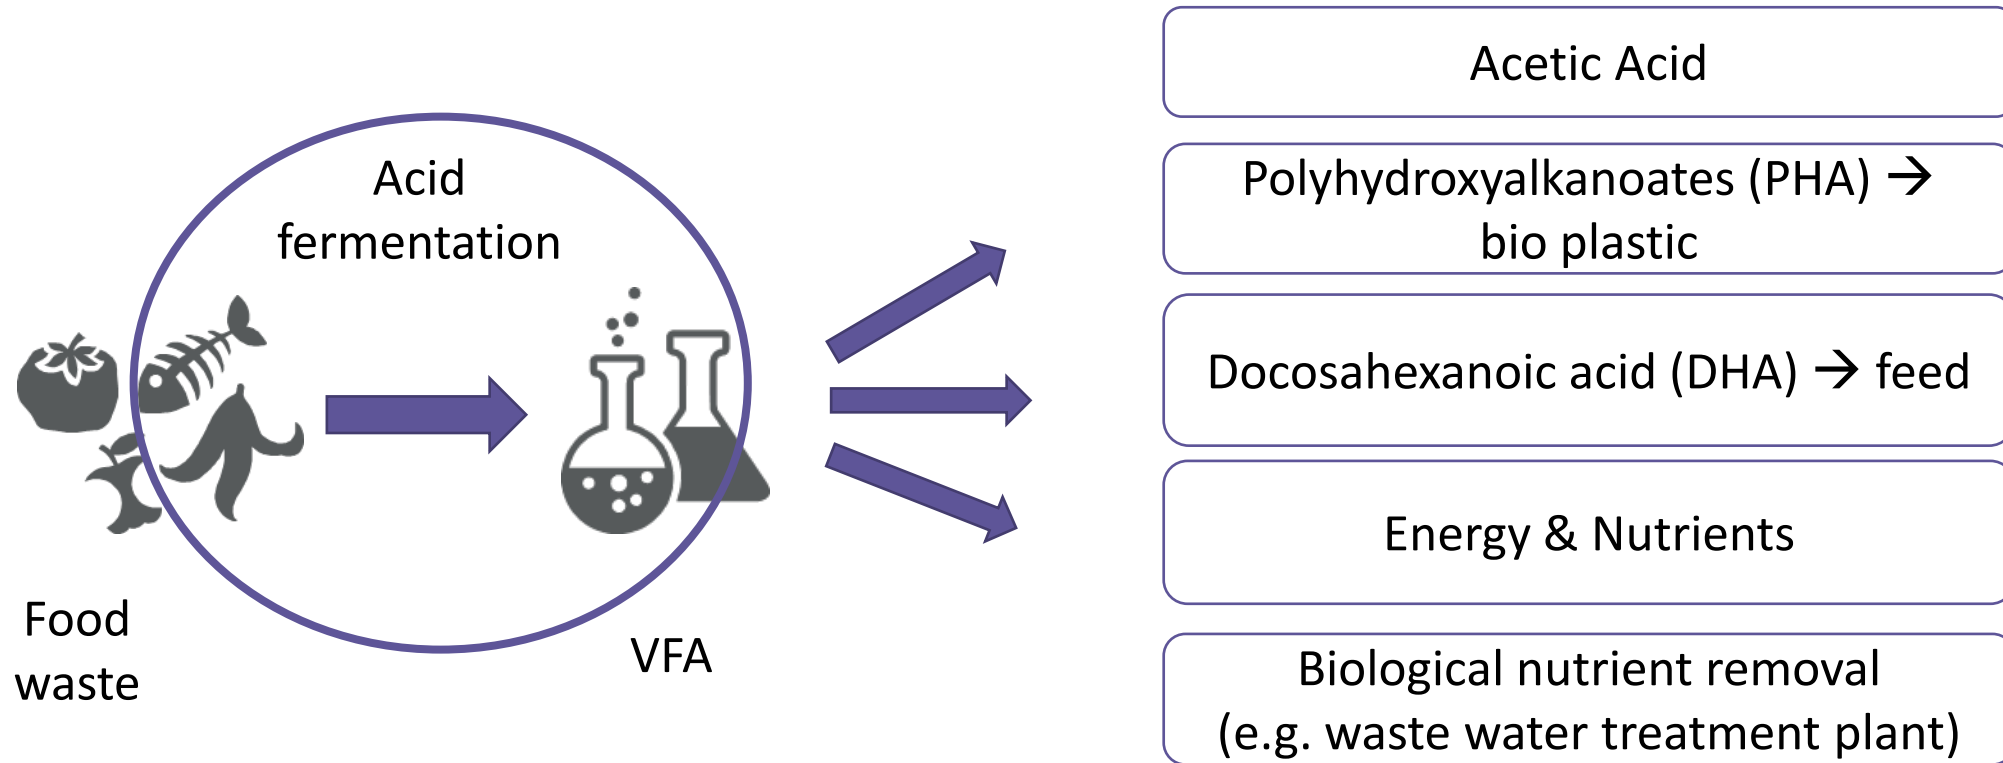 Acid
fermentation
Food
waste
VFA
Acetic Acid
Polyhydroxyalkanoates (PHA) →
bio plastic
Docosahexanoic acid (DHA) → feed
Energy & Nutrients
Biological nutrient removal
(e.g. waste water treatment plant)